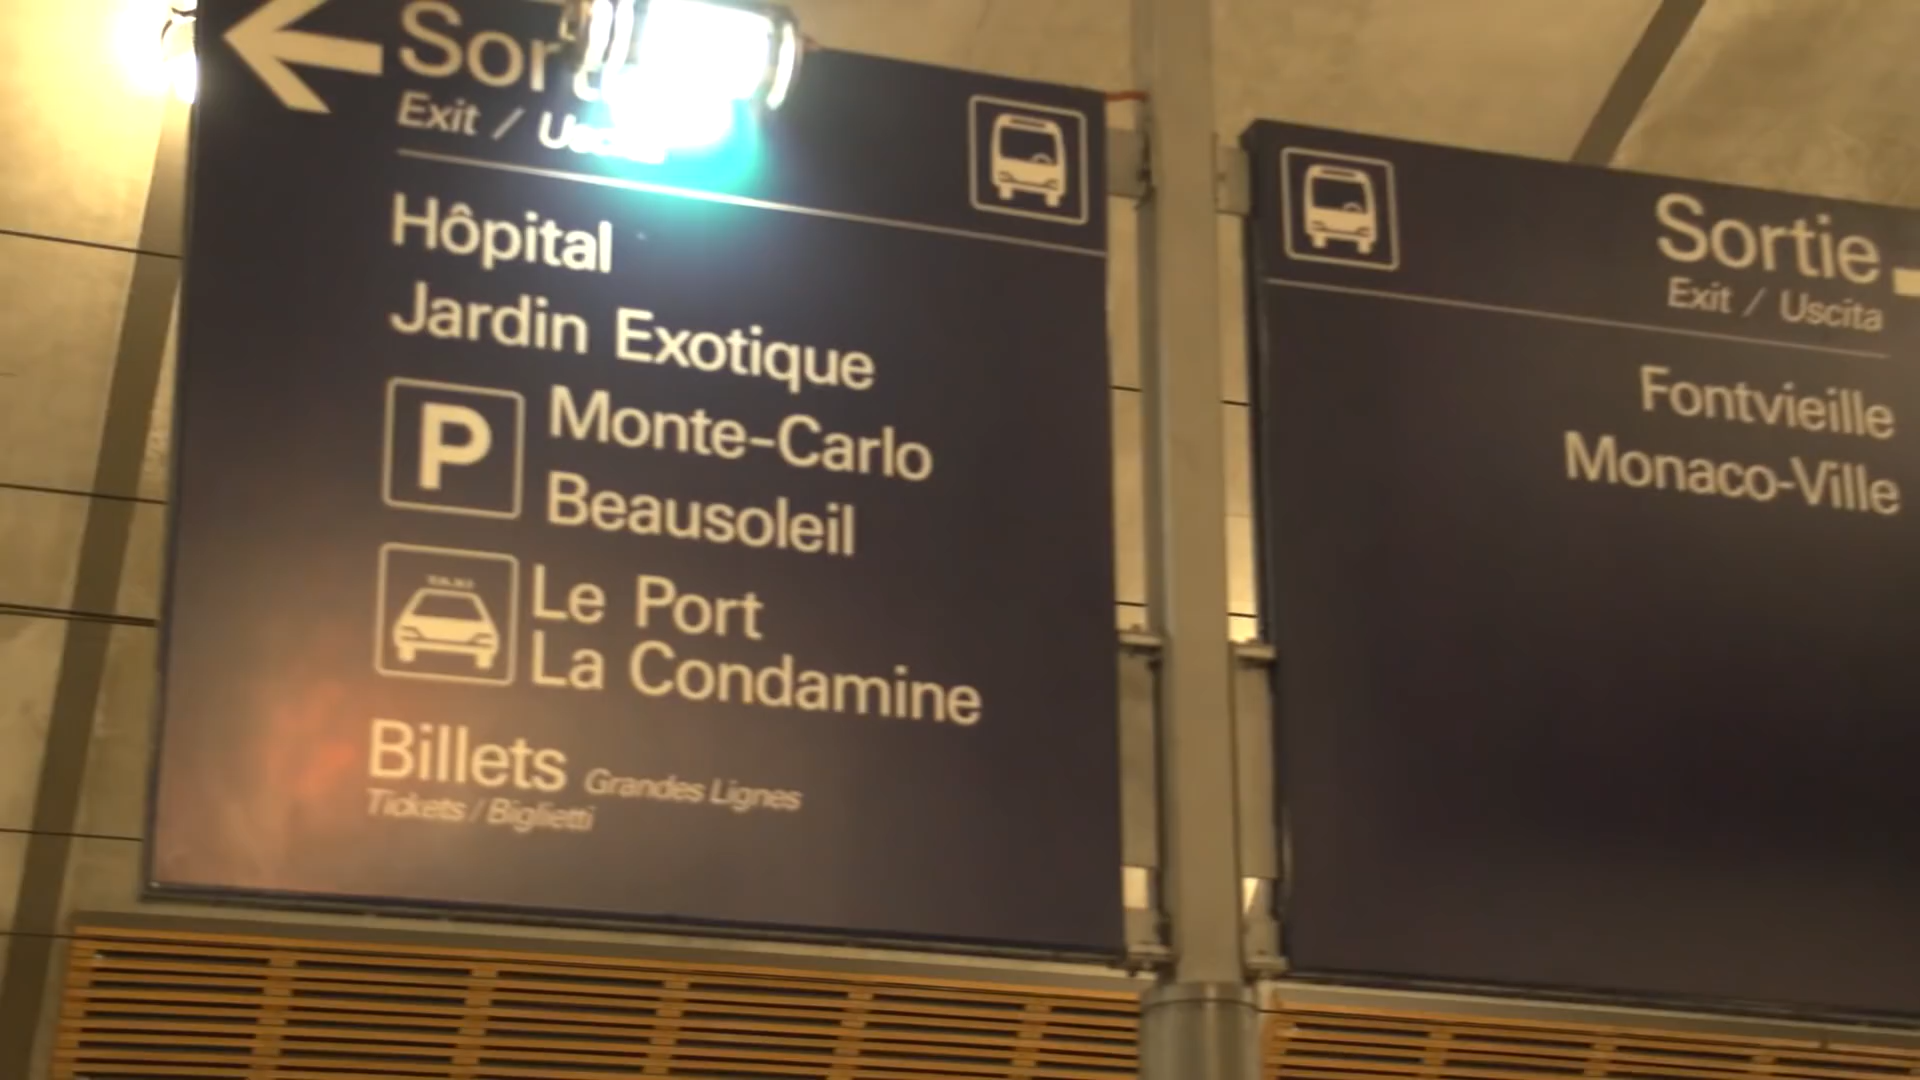 Exit /
Hôpital
Jardin Exotique
P Monte-Carlo
Beausoleil
TAXI
Le Port
La Condamine
Billets Grandes Lignes
Tickets / Biglietti
Sortie
Exit / Uscita
Fontvieille
Monaco-Ville